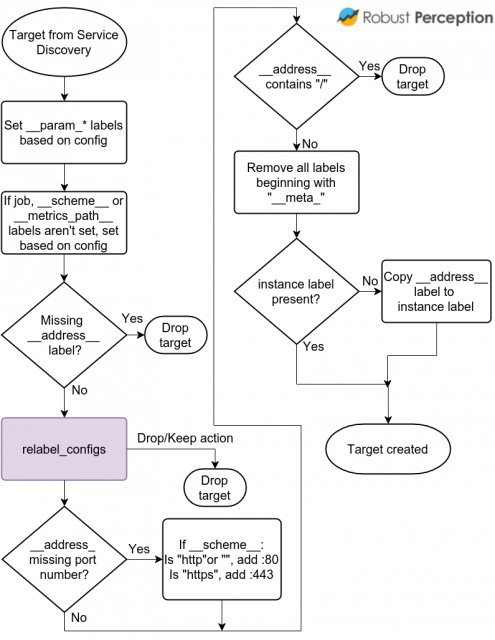 Robust Perception
Target from Service
Discovery
Set __param_* labels
based on config
If job, __scheme__ or
__metrics_path__
labels aren't set, set
based on config
Missing
__address__
label?
Yes
Drop
target
No
relabel_configs
Drop/Keep action
Drop
target
__address_
missing port
number?
Yes
If __scheme__:
Is "http"or "", add :80
Is "https", add :443
No
__address__
contains "/"
Yes
Drop
target
No
Remove all labels
beginning with
"__meta_"
instance label
present?
No
Copy __address__
label to
instance label
Yes
Target created